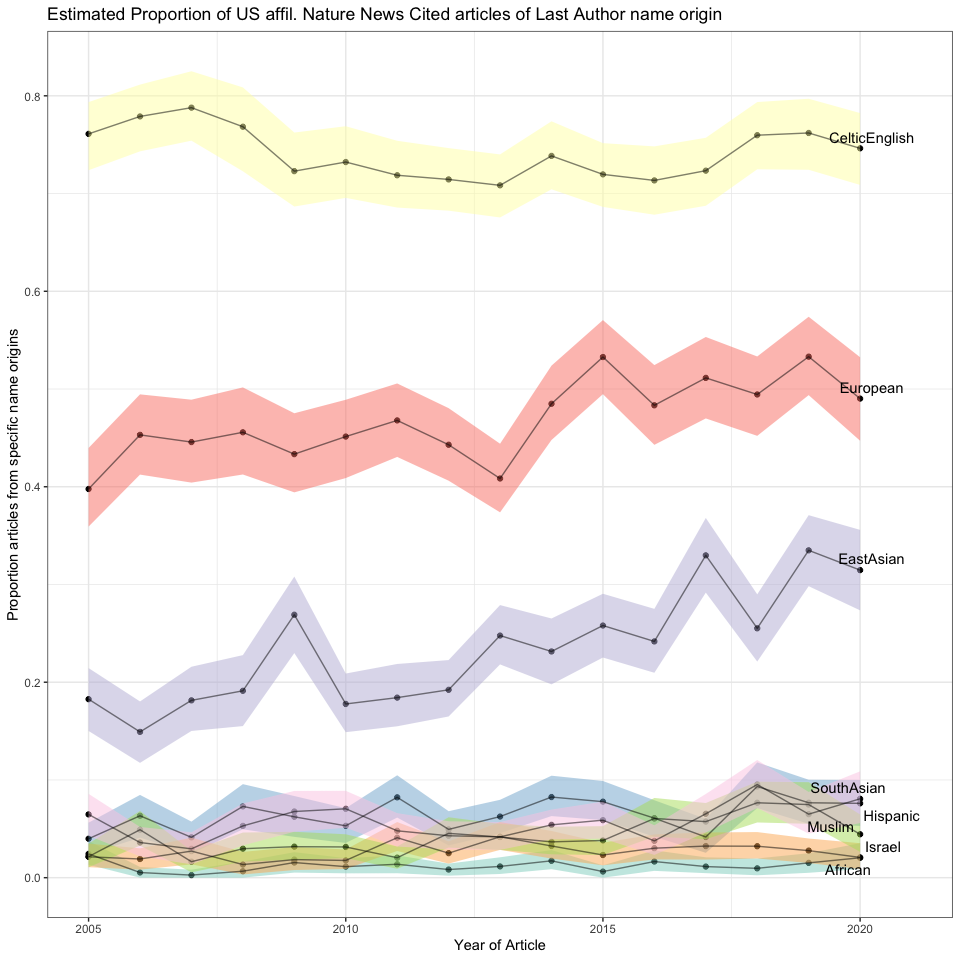 Estimated Proportion of US affil. Nature News Cited articles of Last Author name origin
Proportion articles from specific name origins
0.8
0.6
0.4
0.2
0.0
CelticEnglish
European
EastAsian
SouthAsian
Hispanic
Muslim
Israel
African
2005
2010
2015
2020
Year of Article